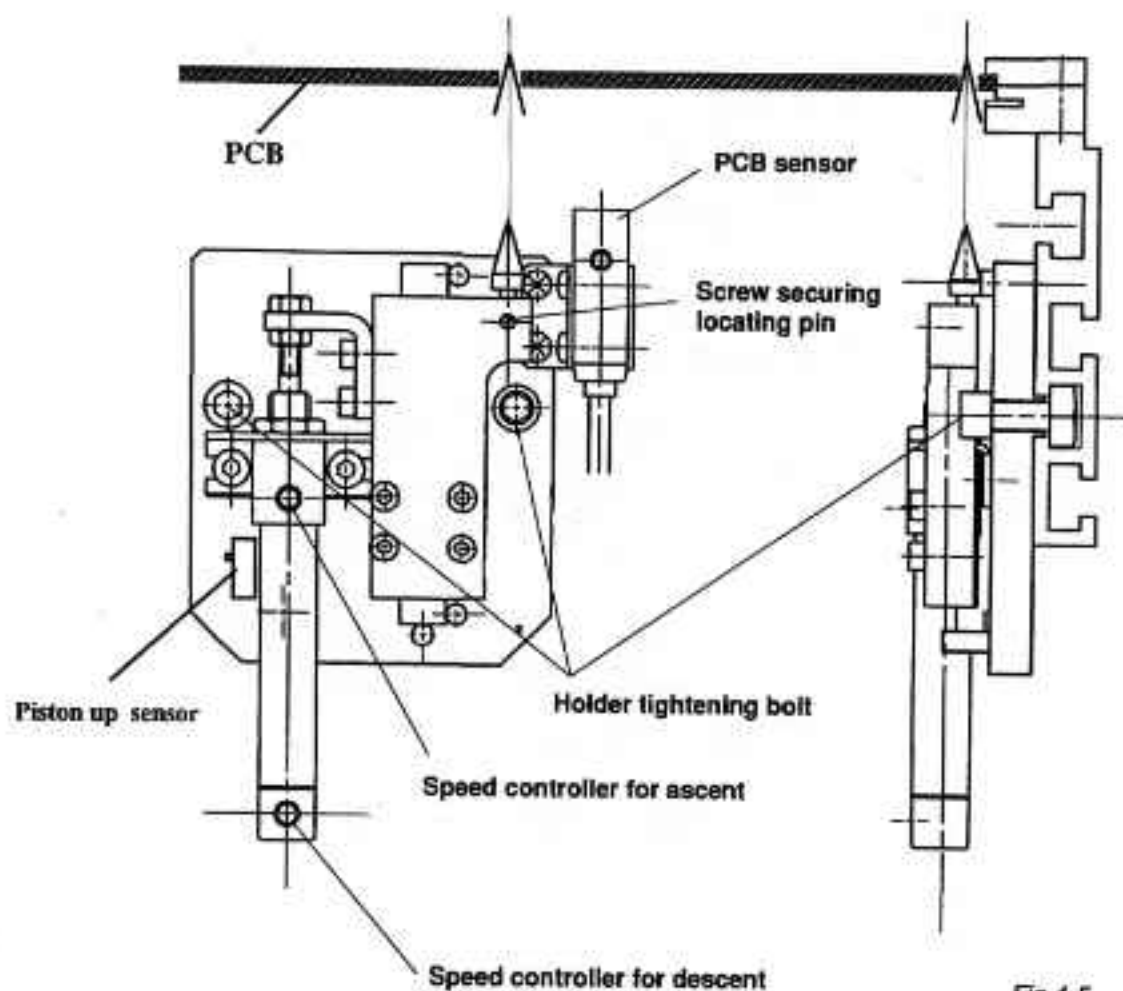 PCB
PCB sensor
Screw securing
locating pin
Piston up sensor
Holder tightening bolt
Speed controller for ascent
Speed controller for descent